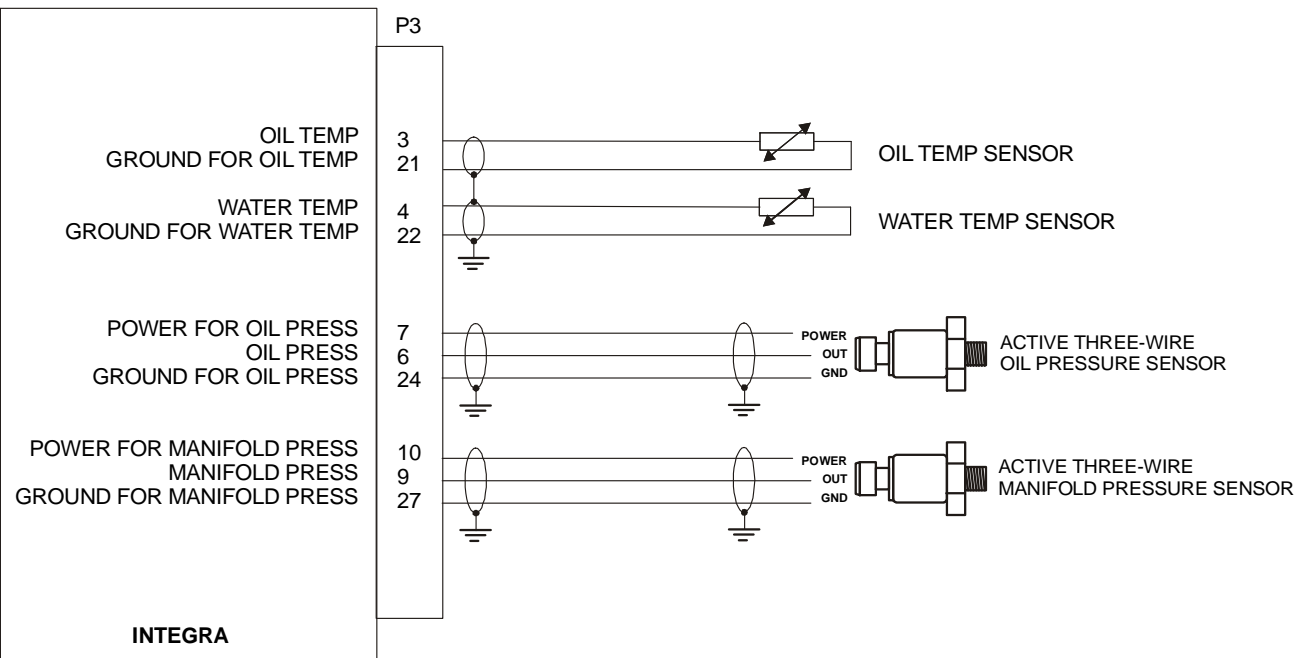 P3
OIL TEMP 3
GROUND FOR OIL TEMP 21
OIL TEMP SENSOR
WATER TEMP 4
GROUND FOR WATER TEMP 22
WATER TEMP SENSOR
POWER FOR OIL PRESS 7 POWER
OIL PRESS 6 OUT
GROUND FOR OIL PRESS 24 GND
ACTIVE THREE-WIRE
OIL PRESSURE SENSOR
POWER FOR MANIFOLD PRESS 10 POWER
MANIFOLD PRESS 9 OUT
GROUND FOR MANIFOLD PRESS 27 GND
ACTIVE THREE-WIRE
MANIFOLD PRESSURE SENSOR
INTEGRA